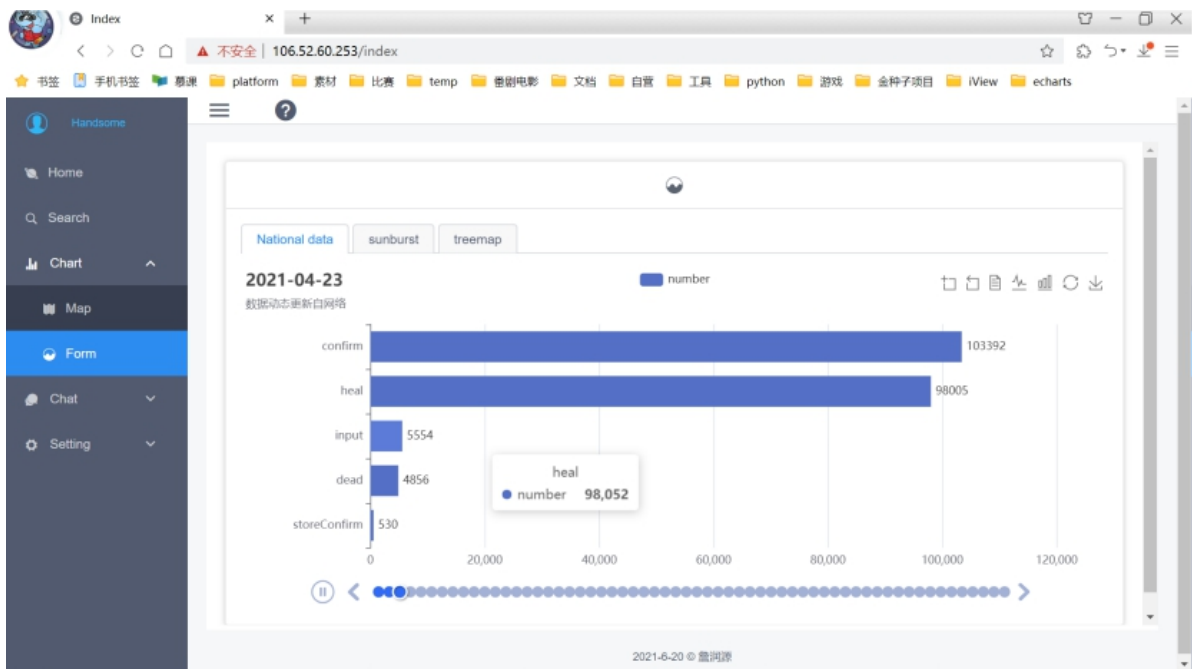 Index
不安全 | 106.52.60.253/index
书签 手机书签 慕课 platform 素材 比赛 temp 番剧电影 文档 自营 工具 python 游戏 金种子项目 iView echarts
Handsome
Home
Search
Chart
Map
Form
Chat
Setting
National data sunburst treemap
2021-04-23
数据动态更新自网络
number
confirm 103392
heal 98005
input 5554
dead 4856
storeConfirm 530
heal
number 98,052
0 20,000 40,000 60,000 80,000 100,000 120,000
2021-6-20 © 詹润源